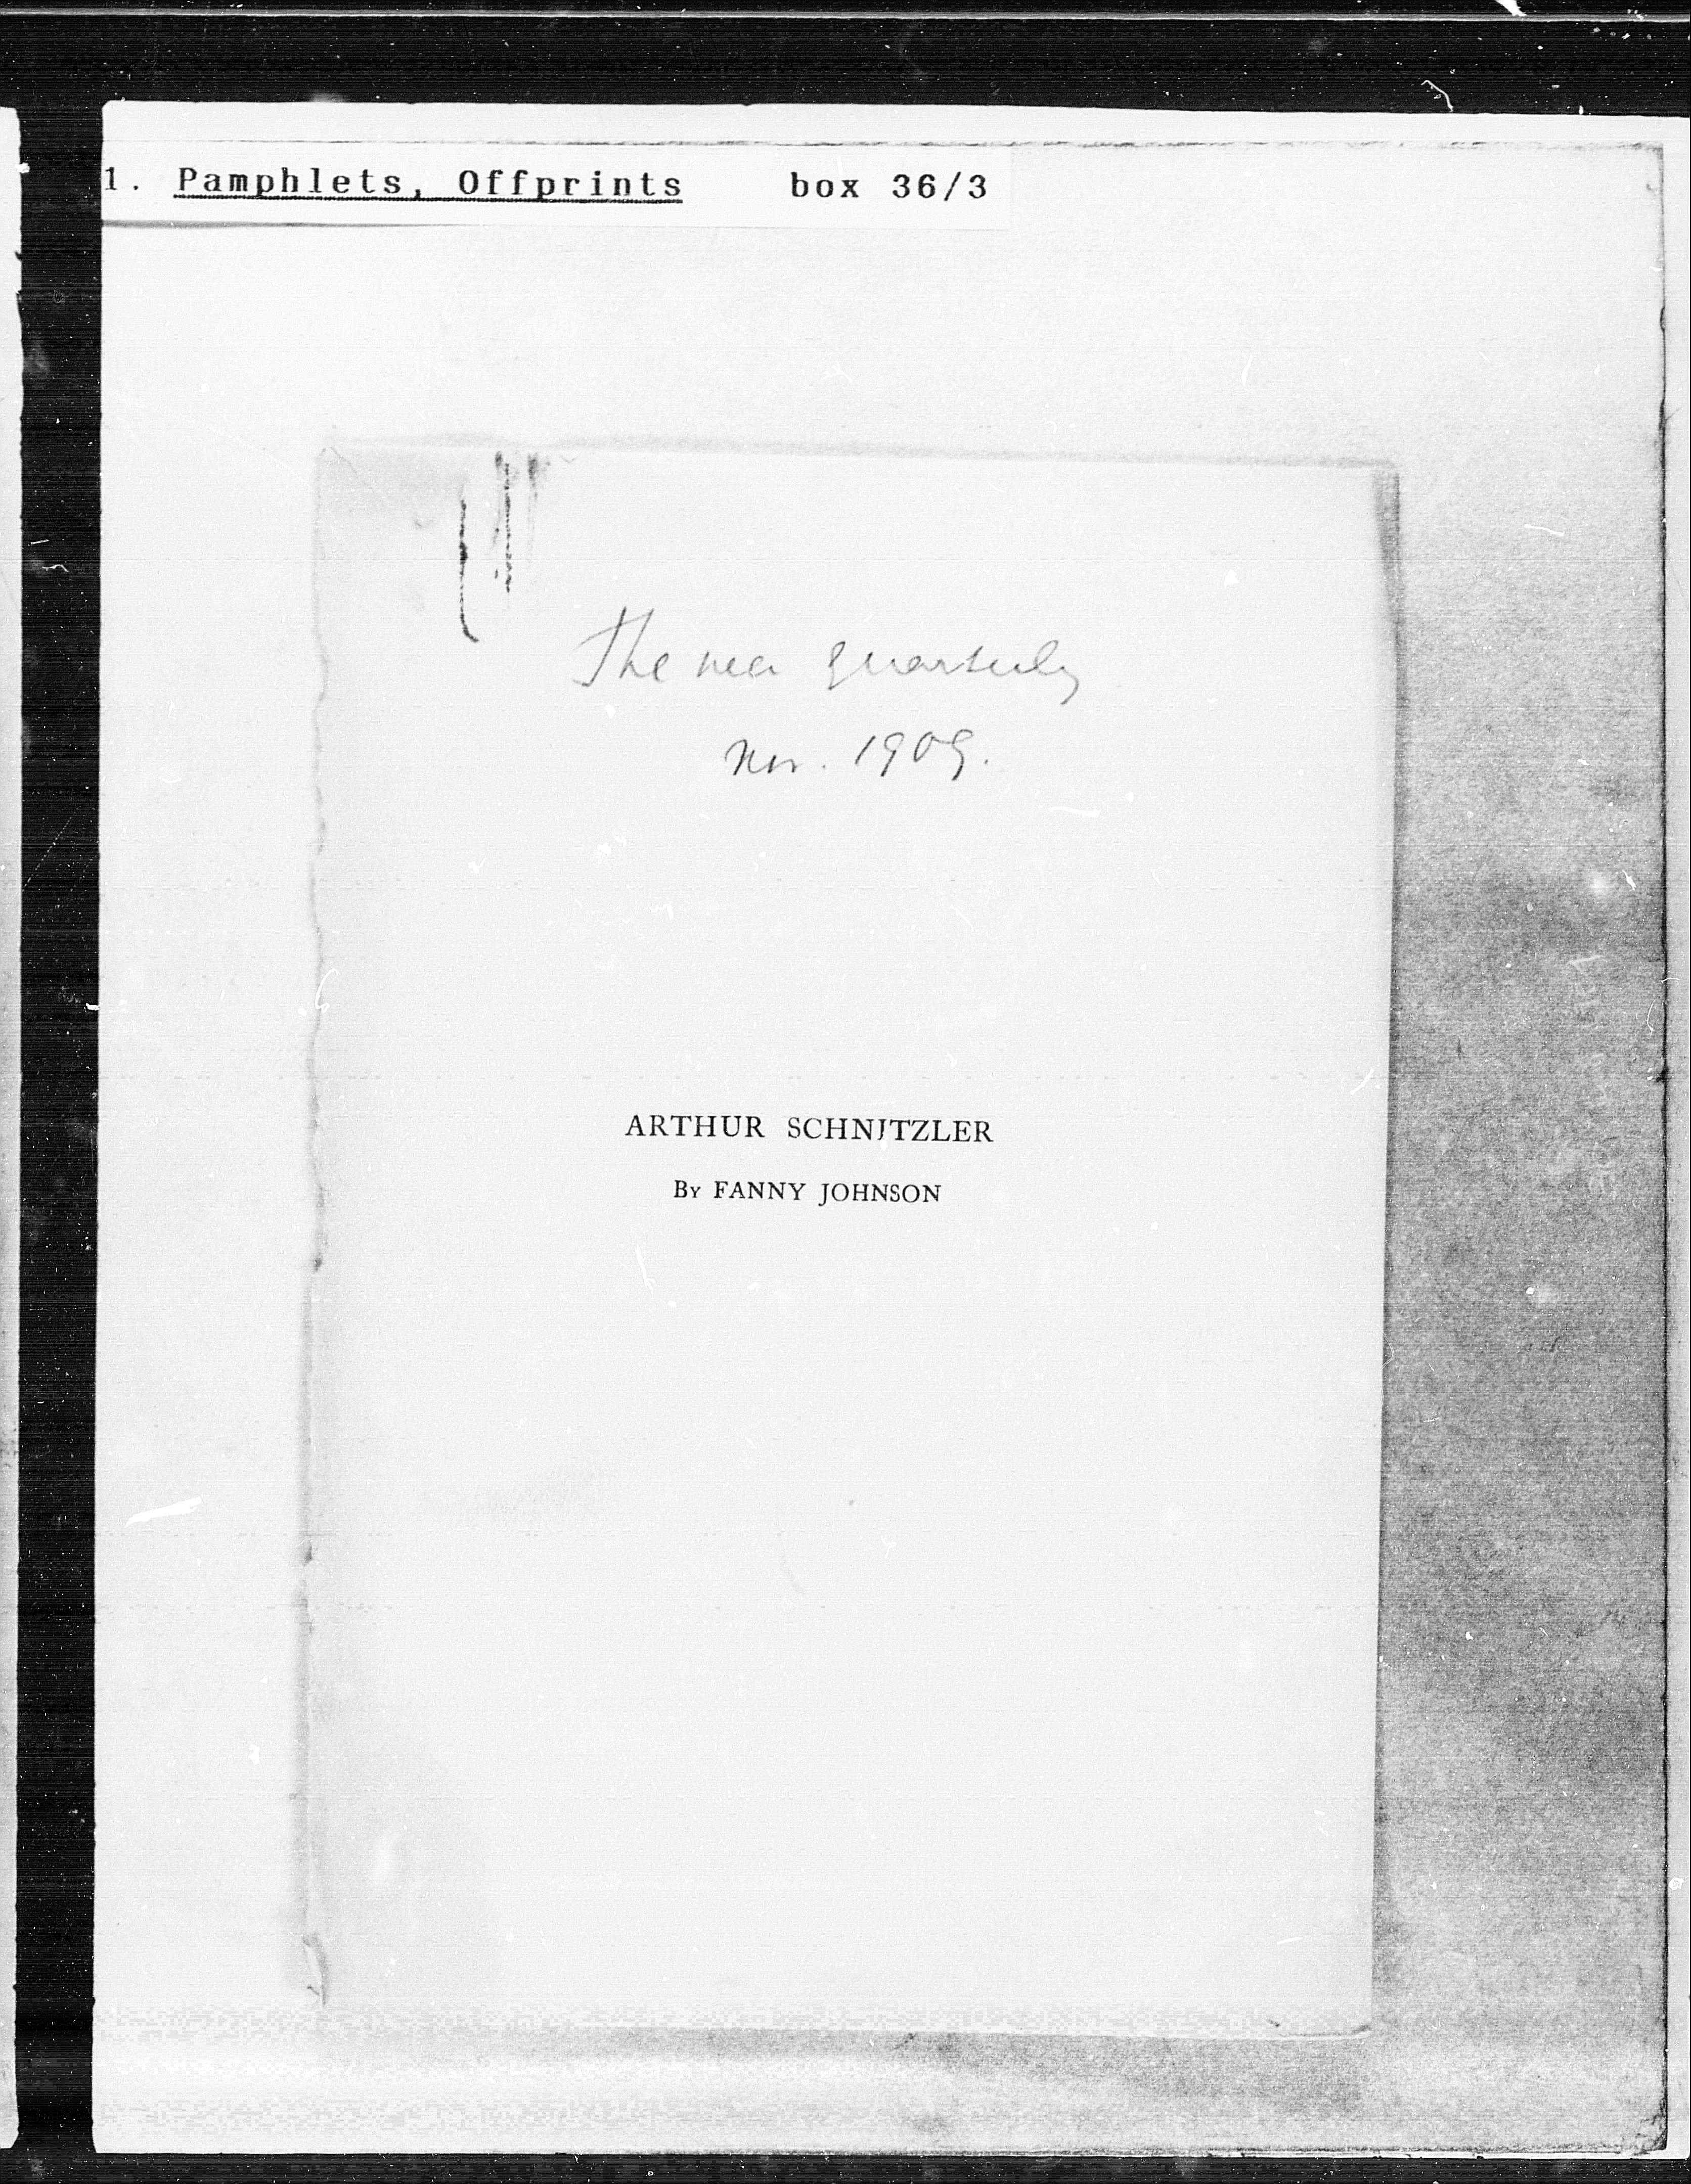 1. Pamphlets, Offprints box 36/3
The new quarterly
Nov. 1909.
ARTHUR SCHNITZLER
By FANNY JOHNSON